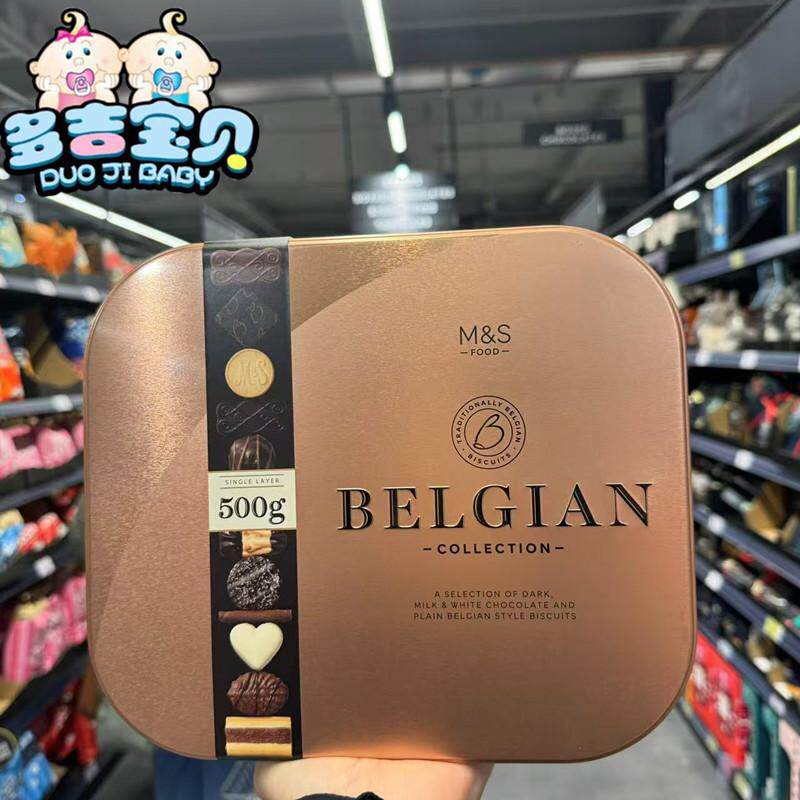 多吉宝贝
DUO JI BABY
M&S
SINGLE LAYER
500g
M&S
FOOD
TRADITIONALLY BELGIAN
B
BISCUITS
BELGIAN
COLLECTION
A SELECTION OF DARK,
MILK & WHITE CHOCOLATE AND
PLAIN BELGIAN STYLE BISCUITS